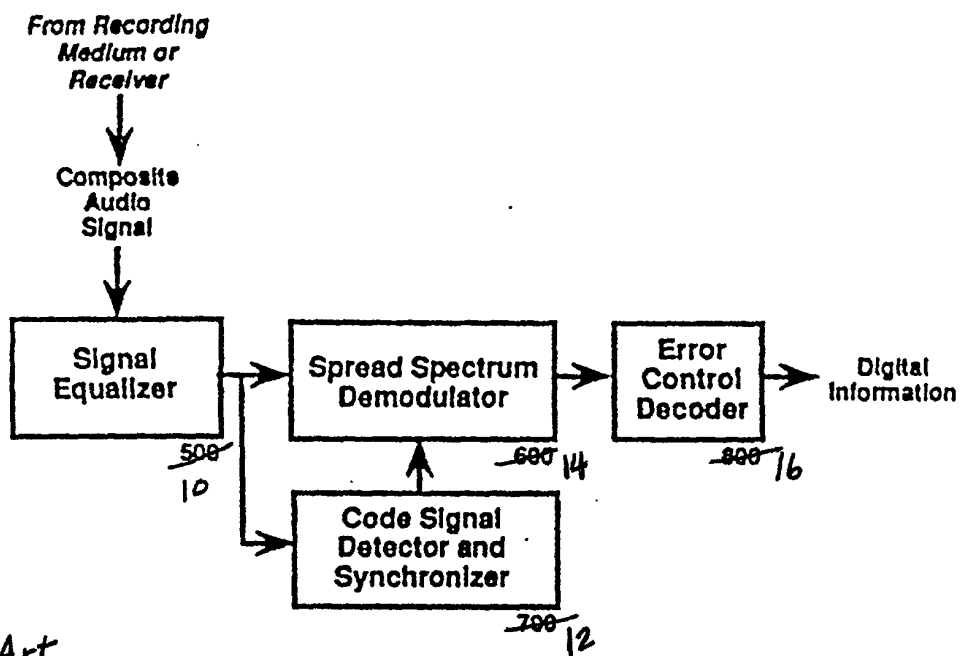 From Recording
Medium or
Receiver
Composite
Audio
Signal
Signal
Equalizer
500
10
Spread Spectrum
Demodulator
600
14
Error
Control
Decoder
800
16
Digital
Information
Code Signal
Detector and
Synchronizer
700
12
Art